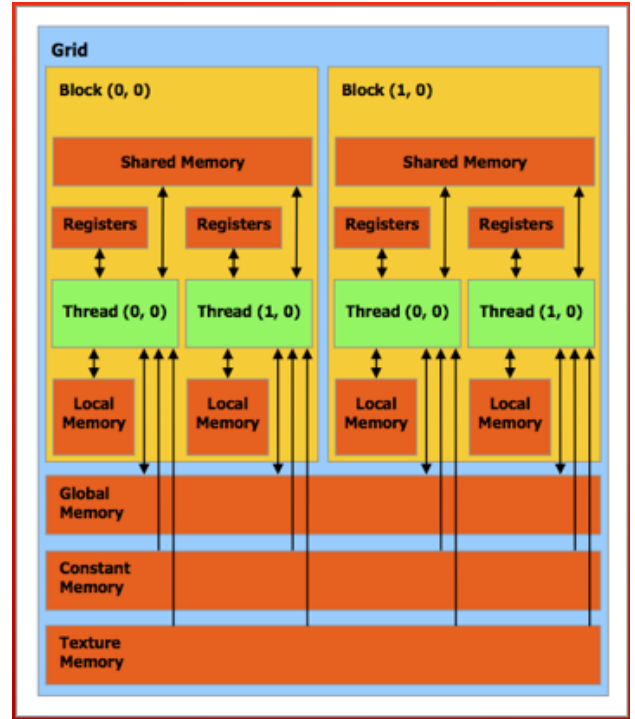 Grid
Block (0, 0)
Block (1, 0)
Shared Memory
Shared Memory
Registers
Registers
Registers
Registers
Thread (0, 0)
Thread (1, 0)
Thread (0, 0)
Thread (1, 0)
Local
Memory
Local
Memory
Local
Memory
Local
Memory
Global
Memory
Constant
Memory
Texture
Memory